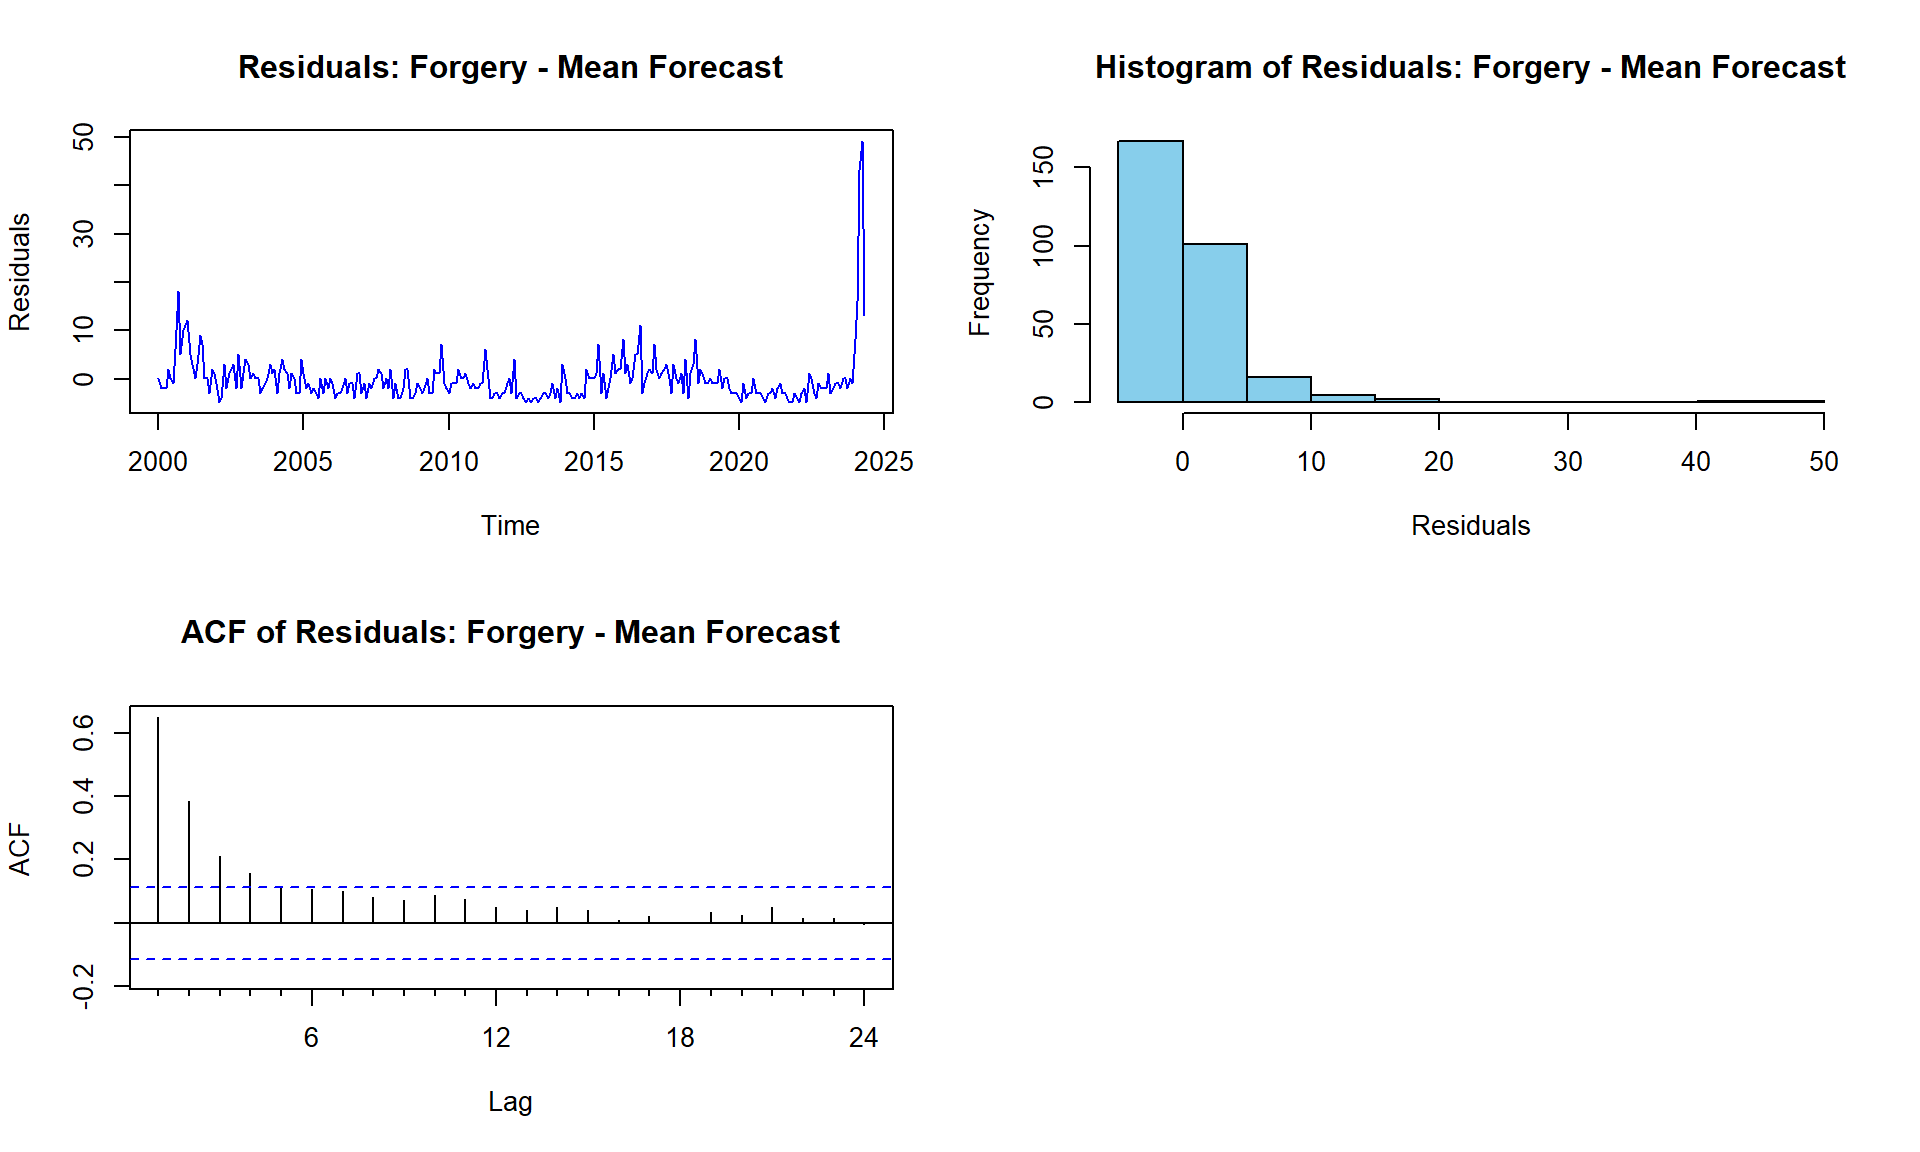 Residuals: Forgery - Mean Forecast
Residuals
50
30
10
0
2000 2005 2010 2015 2020 2025
Time
Histogram of Residuals: Forgery - Mean Forecast
Frequency
150
100
50
0
0 10 20 30 40 50
Residuals
ACF of Residuals: Forgery - Mean Forecast
ACF
0.6
0.4
0.2
-0.2
6 12 18 24
Lag